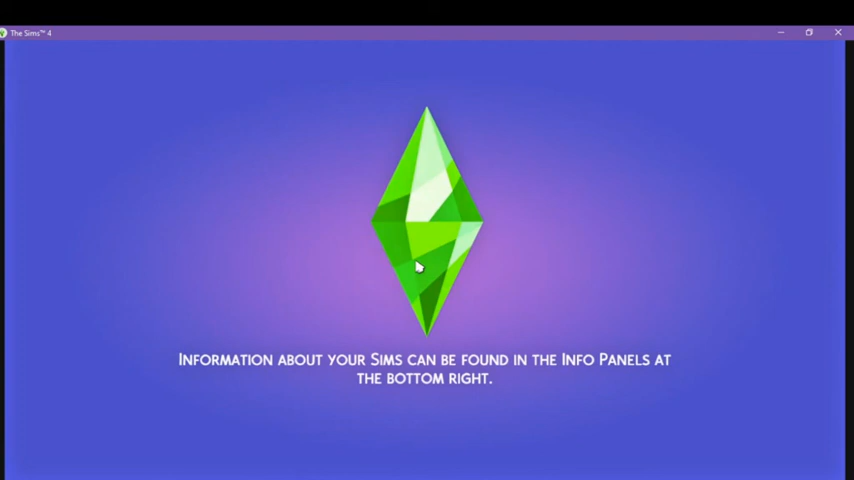 The Sims™ 4
Information about your Sims can be found in the Info Panels at
the bottom right.